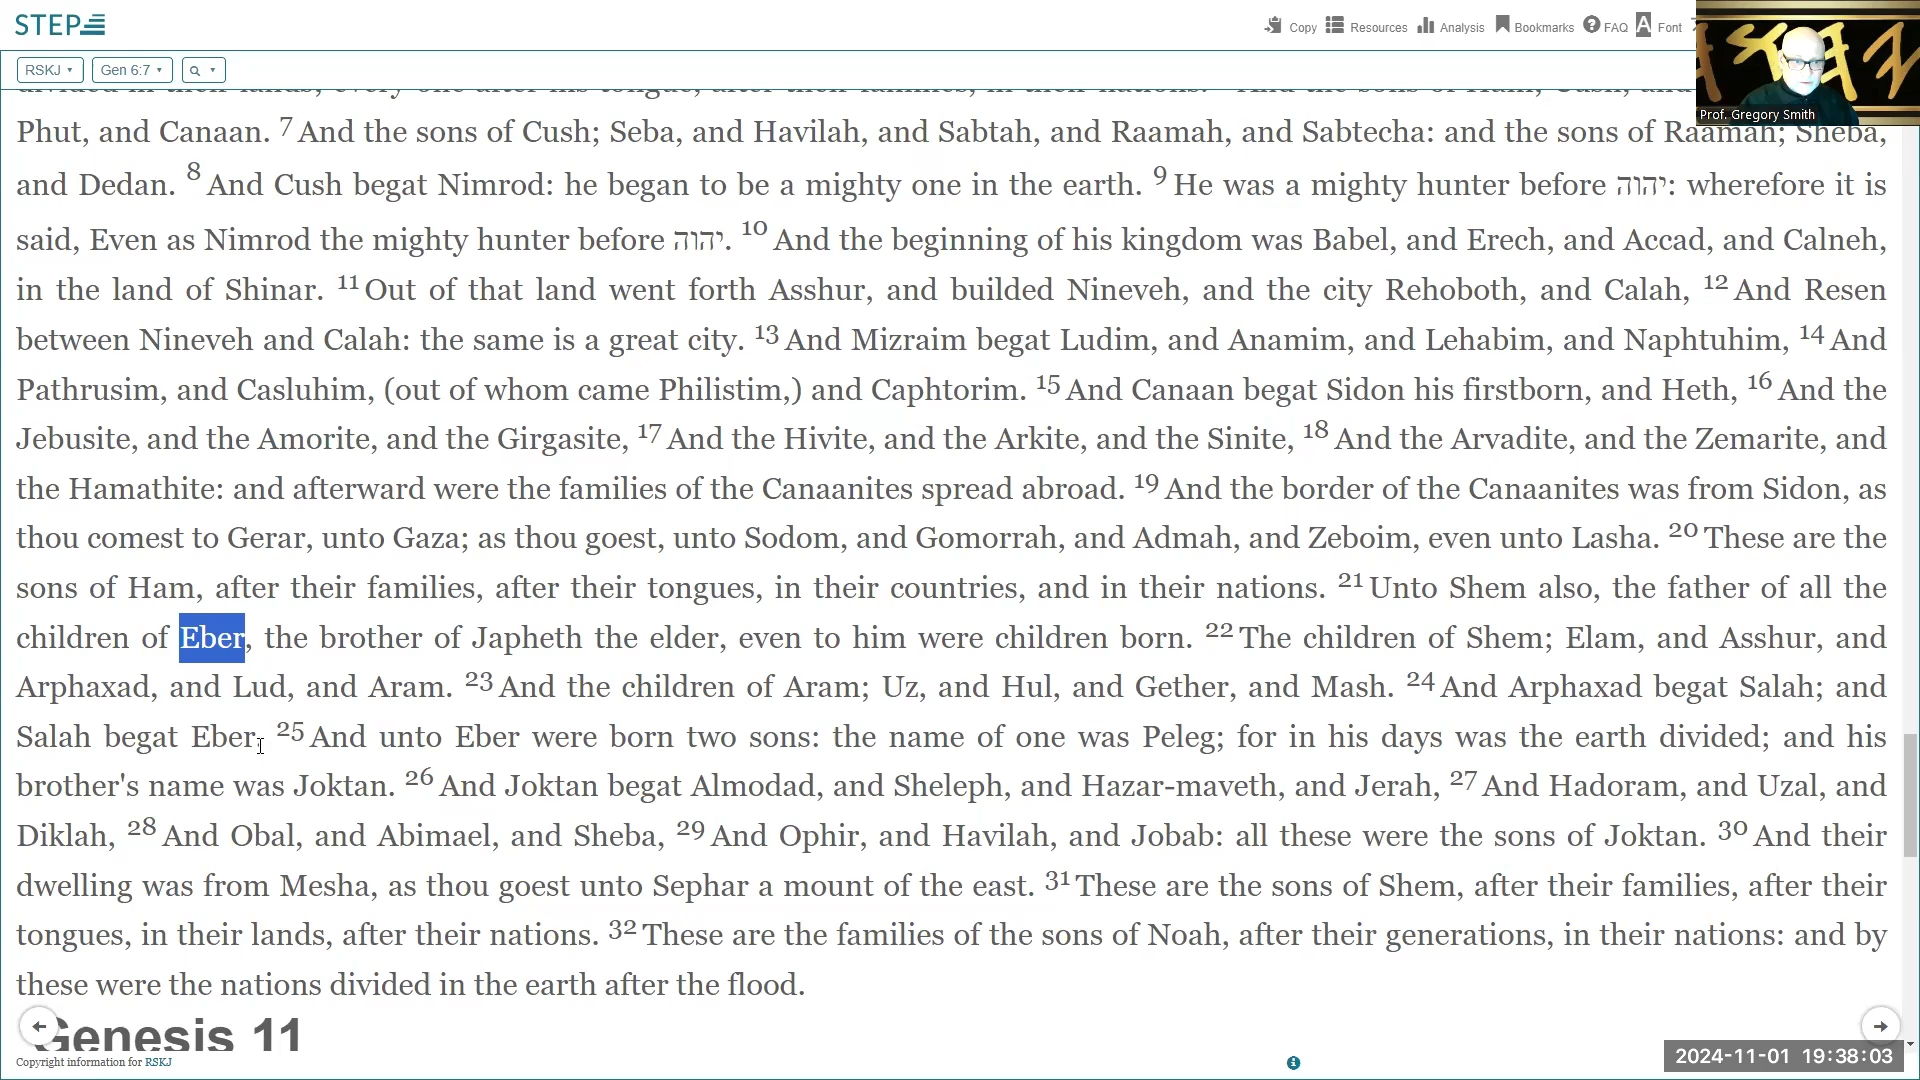 STEP
Copy Resources Analysis Bookmarks FAQ A Font
RSKJ Gen 6:7
Prof. Gregory Smith
divided in their lands; every one after his tongue, after their families, in their nations. And the sons of Ham; Cush, and
Phut, and Canaan. 7 And the sons of Cush; Seba, and Havilah, and Sabtah, and Raamah, and Sabtecha: and the sons of Raamah; Sheba,
and Dedan. 8 And Cush begat Nimrod: he began to be a mighty one in the earth. 9 He was a mighty hunter before יהוה: wherefore it is
said, Even as Nimrod the mighty hunter before יהוה. 10 And the beginning of his kingdom was Babel, and Erech, and Accad, and Calneh,
in the land of Shinar. 11 Out of that land went forth Asshur, and builded Nineveh, and the city Rehoboth, and Calah, 12 And Resen
between Nineveh and Calah: the same is a great city. 13 And Mizraim begat Ludim, and Anamim, and Lehabim, and Naphtuhim, 14 And
Pathrusim, and Casluhim, (out of whom came Philistim,) and Caphtorim. 15 And Canaan begat Sidon his firstborn, and Heth, 16 And the
Jebusite, and the Amorite, and the Girgasite, 17 And the Hivite, and the Arkite, and the Sinite, 18 And the Arvadite, and the Zemarite, and
the Hamathite: and afterward were the families of the Canaanites spread abroad. 19 And the border of the Canaanites was from Sidon, as
thou comest to Gerar, unto Gaza; as thou goest, unto Sodom, and Gomorrah, and Admah, and Zeboim, even unto Lasha. 20 These are the
sons of Ham, after their families, after their tongues, in their countries, and in their nations. 21 Unto Shem also, the father of all the
children of Eber, the brother of Japheth the elder, even to him were children born. 22 The children of Shem; Elam, and Asshur, and
Arphaxad, and Lud, and Aram. 23 And the children of Aram; Uz, and Hul, and Gether, and Mash. 24 And Arphaxad begat Salah; and
Salah begat Eber. 25 And unto Eber were born two sons: the name of one was Peleg; for in his days was the earth divided; and his
brother's name was Joktan. 26 And Joktan begat Almodad, and Sheleph, and Hazar-maveth, and Jerah, 27 And Hadoram, and Uzal, and
Diklah, 28 And Obal, and Abimael, and Sheba, 29 And Ophir, and Havilah, and Jobab: all these were the sons of Joktan. 30 And their
dwelling was from Mesha, as thou goest unto Sephar a mount of the east. 31 These are the sons of Shem, after their families, after their
tongues, in their lands, after their nations. 32 These are the families of the sons of Noah, after their generations, in their nations: and by
these were the nations divided in the earth after the flood.
Genesis 11
Copyright information for RSKJ
2024-11-01 19:38:03